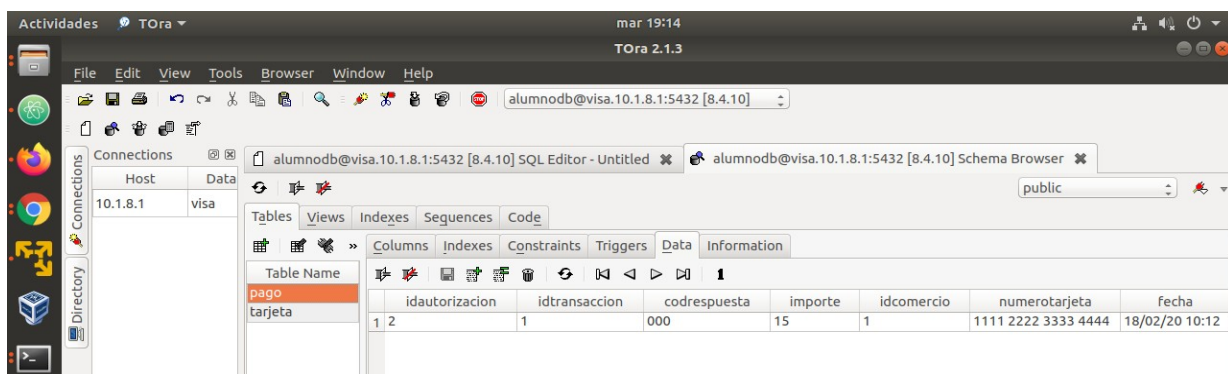 Actividades TOra mar 19:14
TOra 2.1.3
File Edit View Tools Browser Window Help
alumnodb@visa.10.1.8.1:5432 [8.4.10]
Connections
Connections
Directory
Host Data
10.1.8.1 visa
alumnodb@visa.10.1.8.1:5432 [8.4.10] SQL Editor - Untitled alumnodb@visa.10.1.8.1:5432 [8.4.10] Schema Browser
public
Tables Views Indexes Sequences Code
» Columns Indexes Constraints Triggers Data Information
Table Name
pago
tarjeta
1
idautorizacion idtransaccion codrespuesta importe idcomercio numerotarjeta fecha
1 2 1 000 15 1 1111 2222 3333 4444 18/02/20 10:12